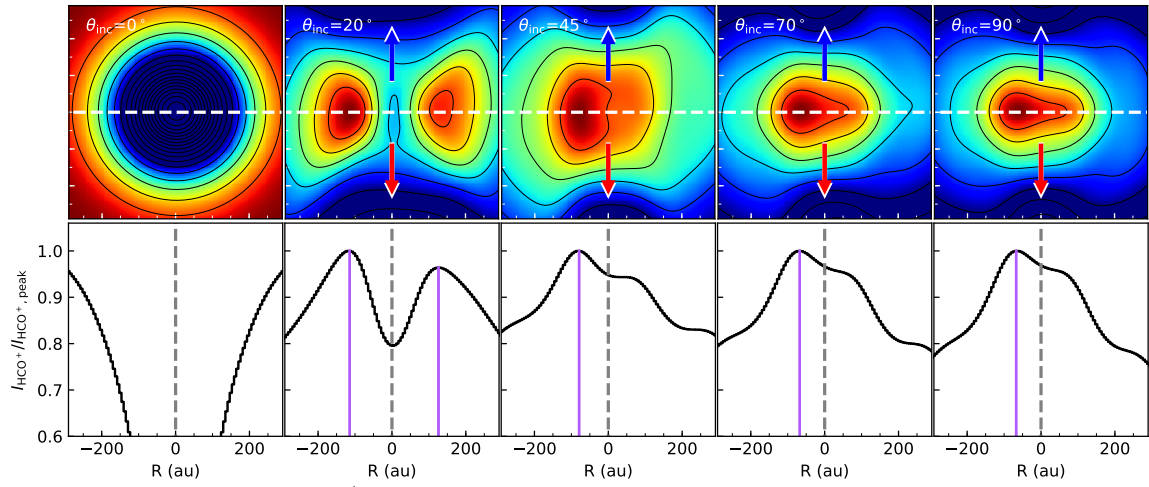 θinc=0° θinc=20° θinc=45° θinc=70° θinc=90°
IHCO+/IHCO+,peak
1.0
0.9
0.8
0.7
0.6
−200 0 200 −200 0 200 −200 0 200 −200 0 200 −200 0 200
R (au) R (au) R (au) R (au) R (au)